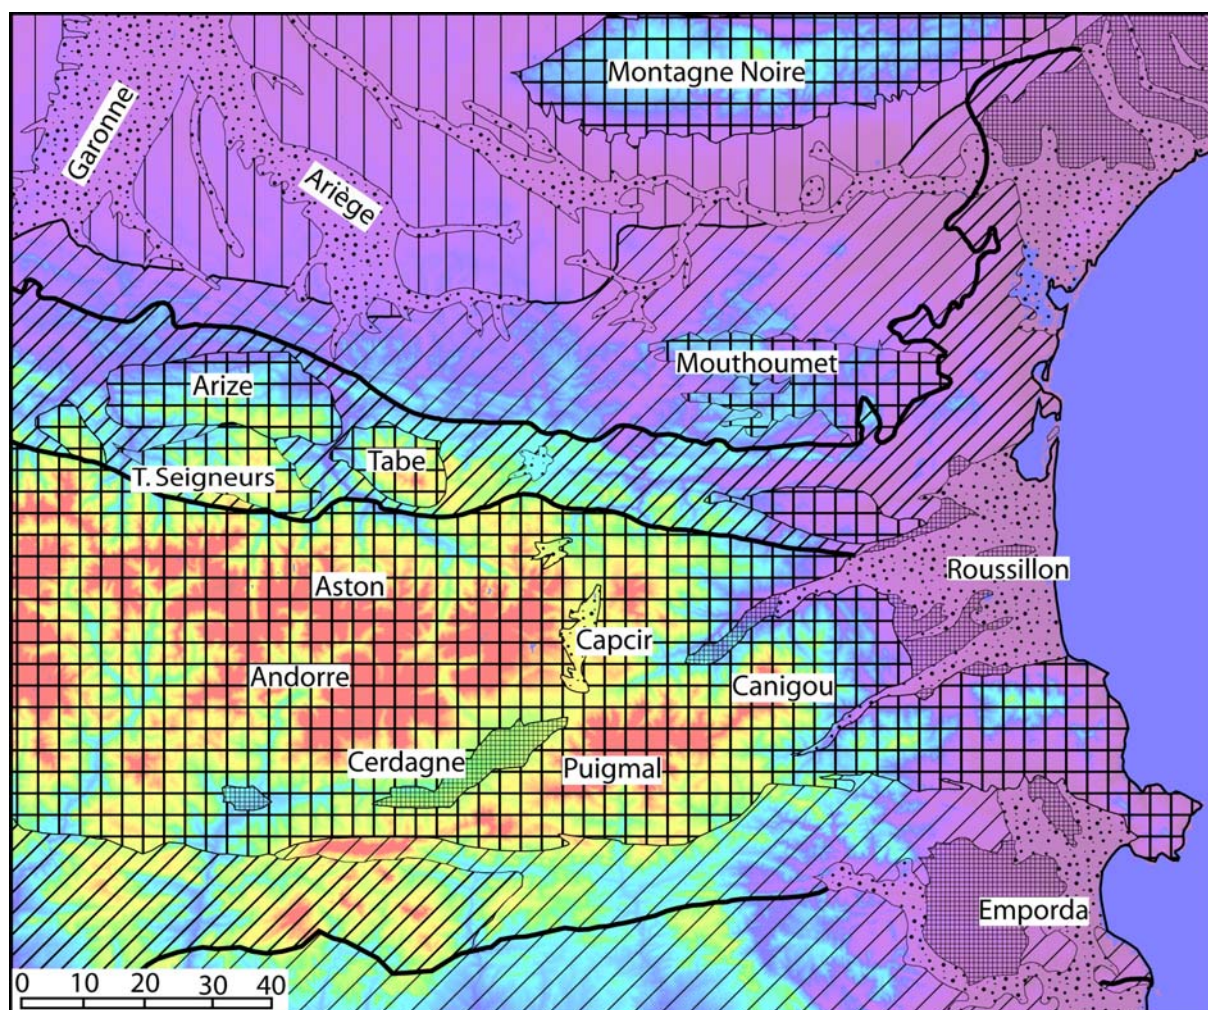 Montagne Noire
Garonne
Ariège
Mouthoumet
Arize
Tabe
T. Seigneurs
Roussillon
Aston
Capcir
Andorre
Canigou
Cerdagne
Puigmal
Emporda
0 10 20 30 40